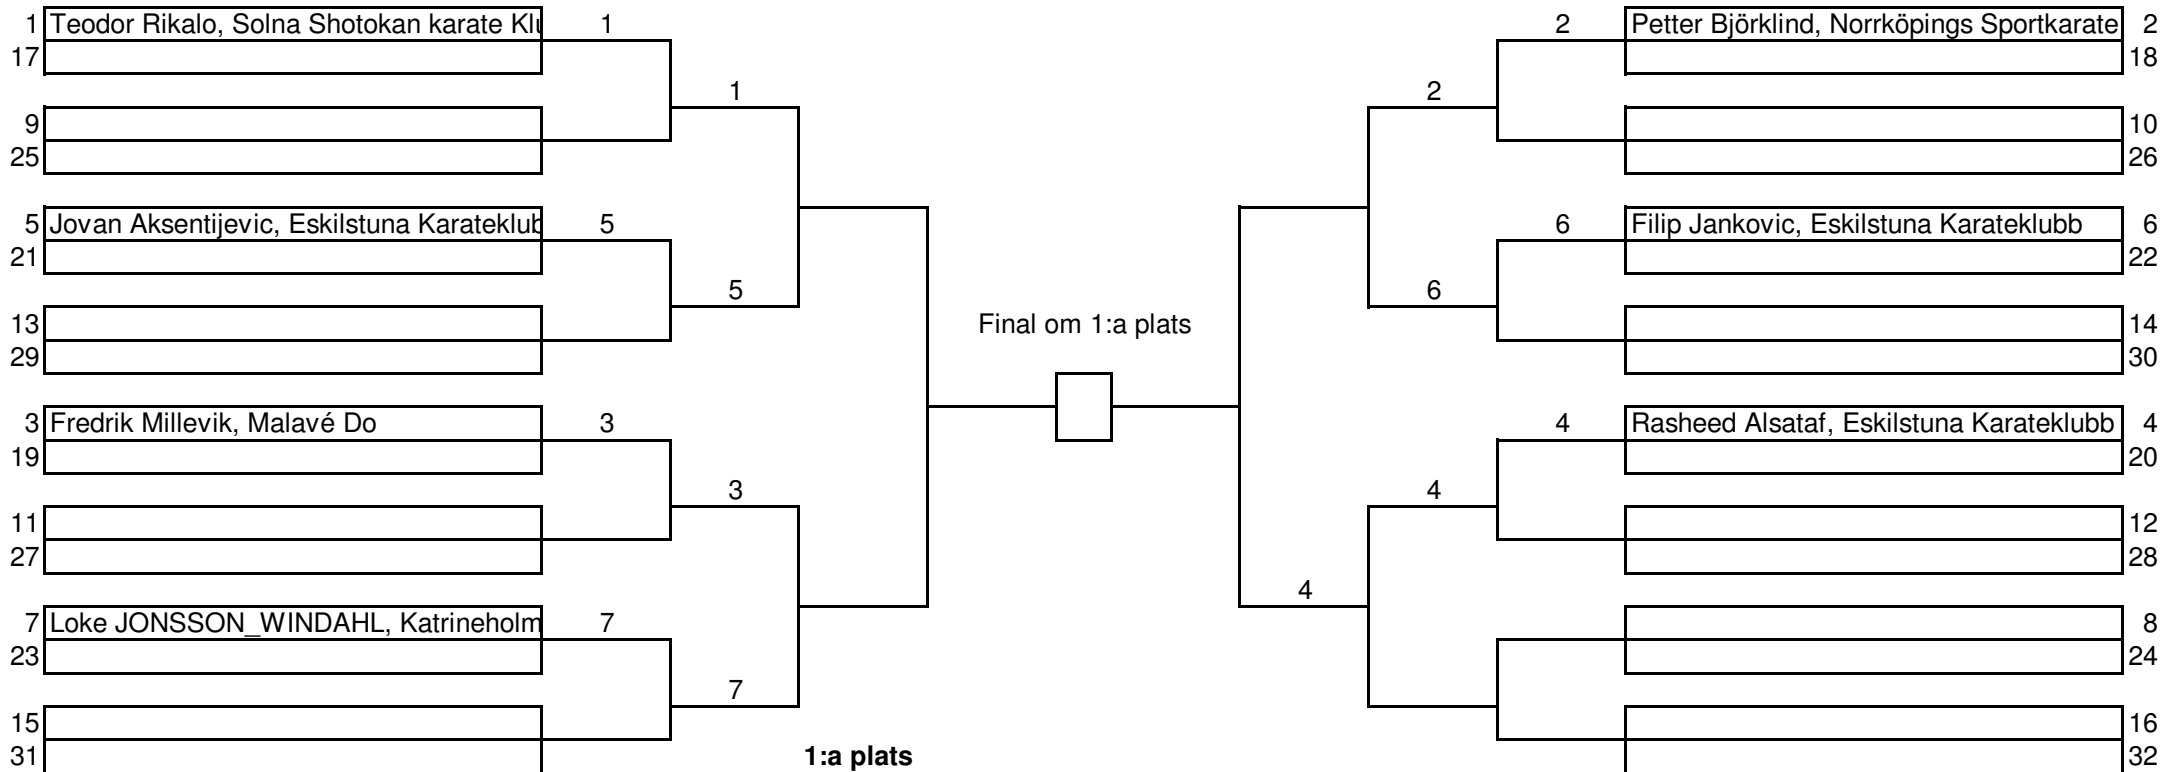 1 Teodor Rikalo, Solna Shotokan karate Klu 1 2 Petter Björklind, Norrköpings Sportkarate 2
17 18
1 2
9 10
25 26
5 Jovan Aksentijevic, Eskilstuna Karateklub 5 6 Filip Jankovic, Eskilstuna Karateklubb 6
21 22
5 6
13 Final om 1:a plats 14
29 30
3 Fredrik Millevik, Malavé Do 3 4 Rasheed Alsataf, Eskilstuna Karateklubb 4
19 20
3 4
11 12
27 28
4
7 Loke JONSSON_WINDAHL, Katrineholm 7 8
23 24
7
15 16
31 1:a plats 32